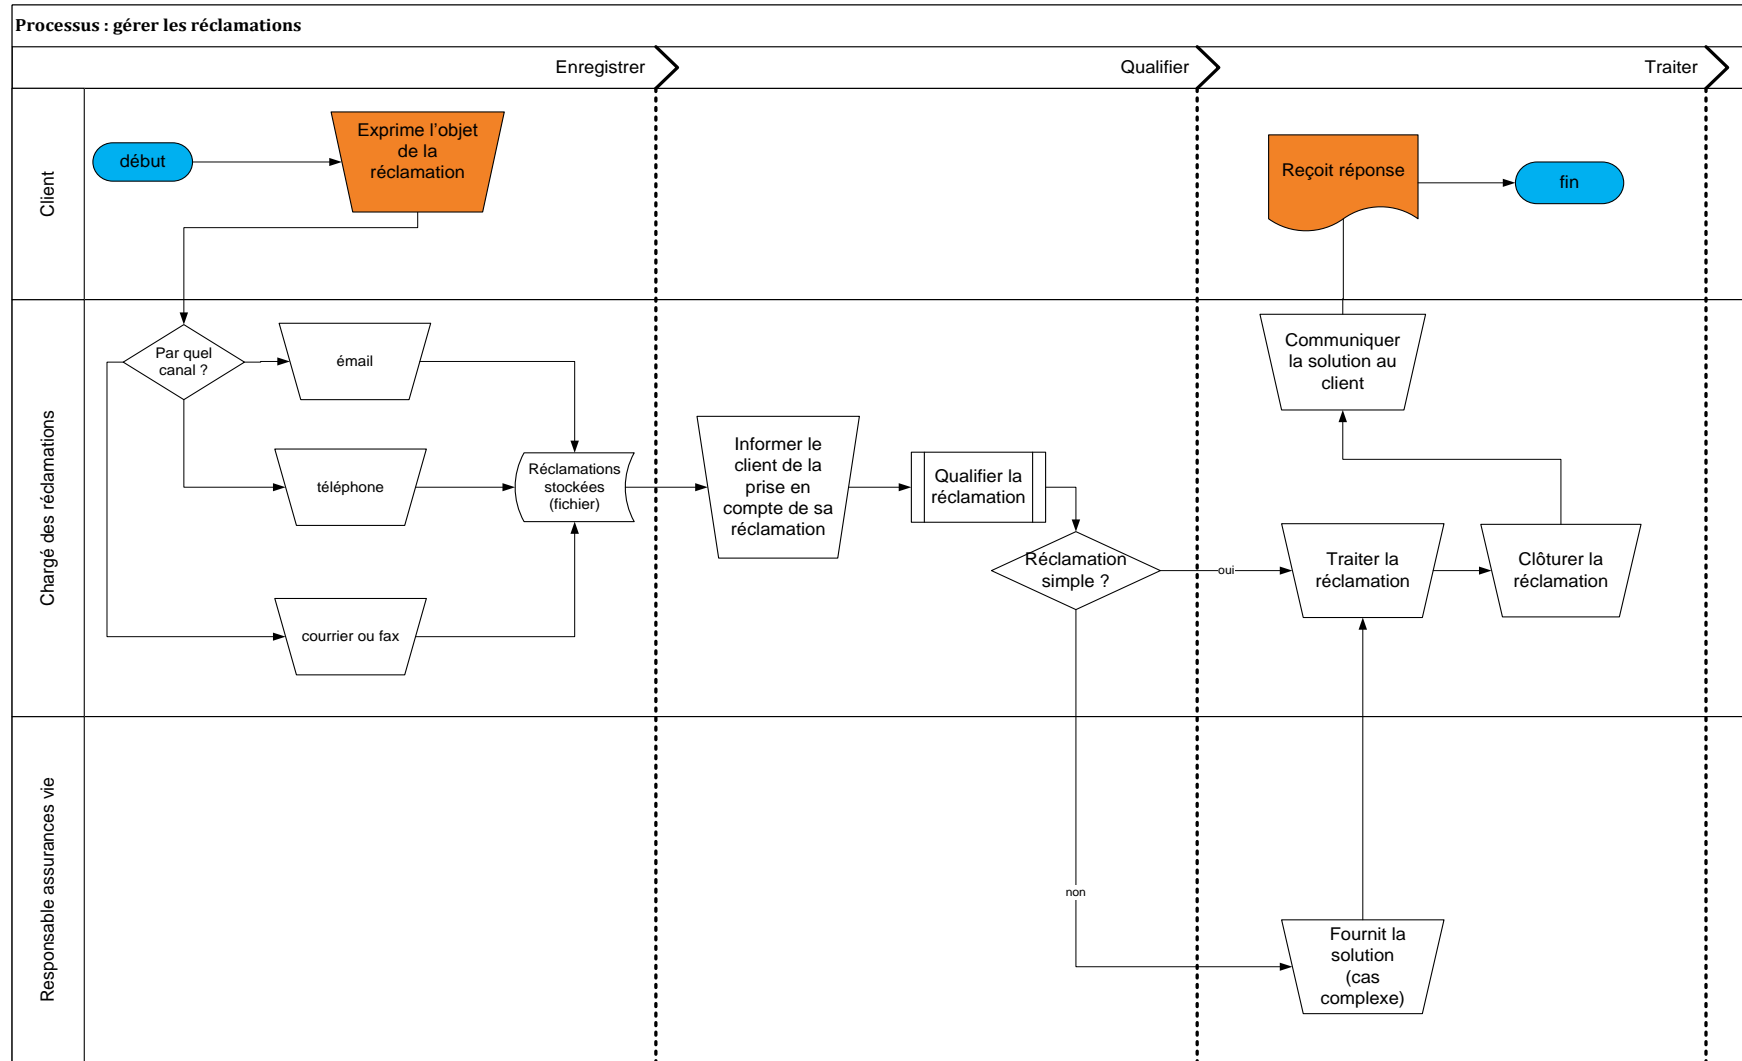 Processus : gérer les réclamations
Enregistrer
Qualifier
Traiter
Client
début
Exprime l'objet
de la
réclamation
Reçoit réponse
fin
Chargé des réclamations
Par quel
canal ?
émail
téléphone
courrier ou fax
Réclamations
stockées
(fichier)
Informer le
client de la
prise en
compte de sa
réclamation
Qualifier la
réclamation
Réclamation
simple ?
oui
non
Communiquer
la solution au
client
Traiter la
réclamation
Clôturer la
réclamation
Responsable assurances vie
Fournit la
solution
(cas
complexe)